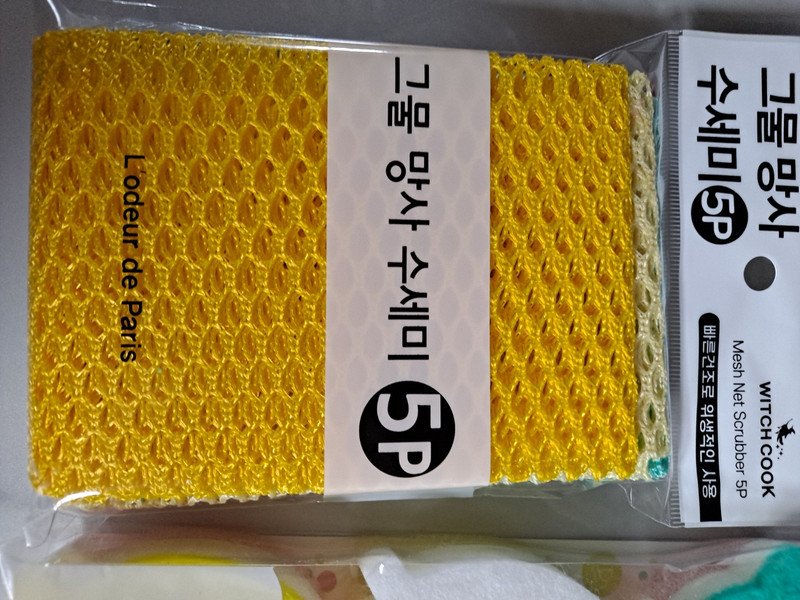 그물 망사
수세미 5P
WITCH COOK
Mesh Net Scrubber 5P
빠른건조로 위생적인 사용
그물 망사 수세미 5P
L'odeur de Paris